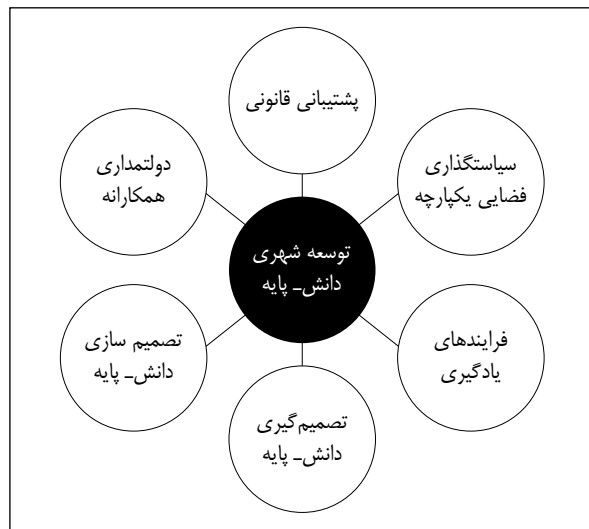 پشتیبانی قانونی
سیاستگذاری
فضایی یکپارچه
دولتمداری
همکارانه
توسعه شهری
دانش‌ـ پایه
فرایندهای
یادگیری
تصمیم سازی
دانش‌ـ پایه
تصمیم‌گیری
دانش‌ـ پایه